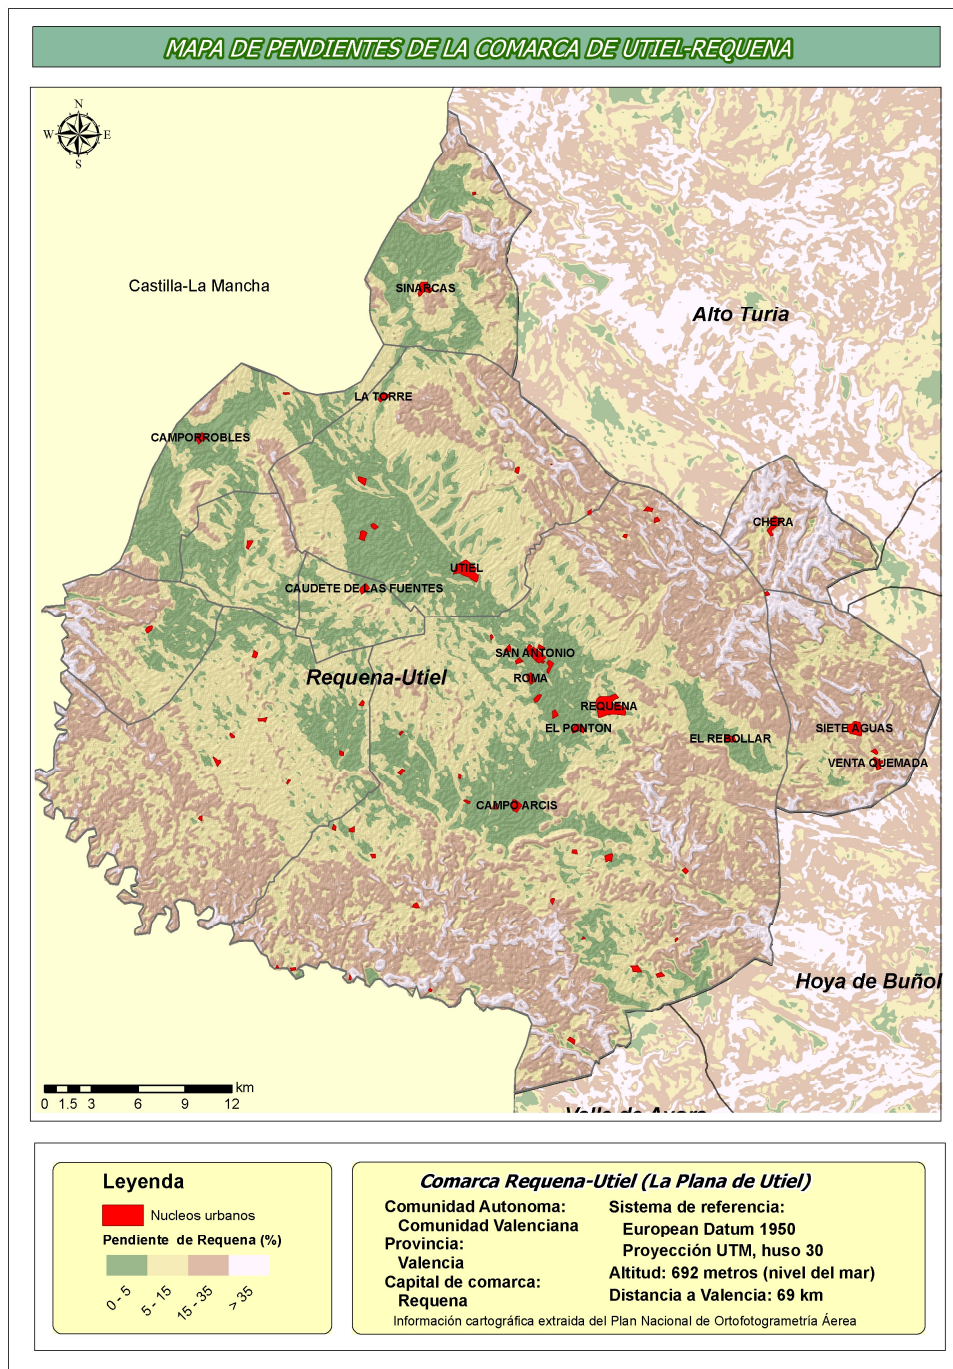 MAPA DE PENDIENTES DE LA COMARCA DE UTIEL-REQUENA
N
W E
S
Castilla-La Mancha
SINARCAS
Alto Turia
LA TORRE
CAMPORROBLES
CHERA
UTIEL
CAUDETE DE LAS FUENTES
SAN ANTONIO
Requena-Utiel
ROMA
REQUENA
EL PONTON
SIETE AGUAS
EL REBOLLAR
VENTA QUEMADA
CAMPO ARCIS
Hoya de Buñol
km
0 1.5 3 6 9 12
Valle de Ayora
Leyenda
Nucleos urbanos
Pendiente de Requena (%)
0 - 5
5 - 15
15 - 35
> 35
Comarca Requena-Utiel (La Plana de Utiel)
Comunidad Autonoma:
Comunidad Valenciana
Provincia:
Valencia
Capital de comarca:
Requena
Sistema de referencia:
European Datum 1950
Proyección UTM, huso 30
Altitud: 692 metros (nivel del mar)
Distancia a Valencia: 69 km
Información cartográfica extraida del Plan Nacional de Ortofotogrametría Áerea